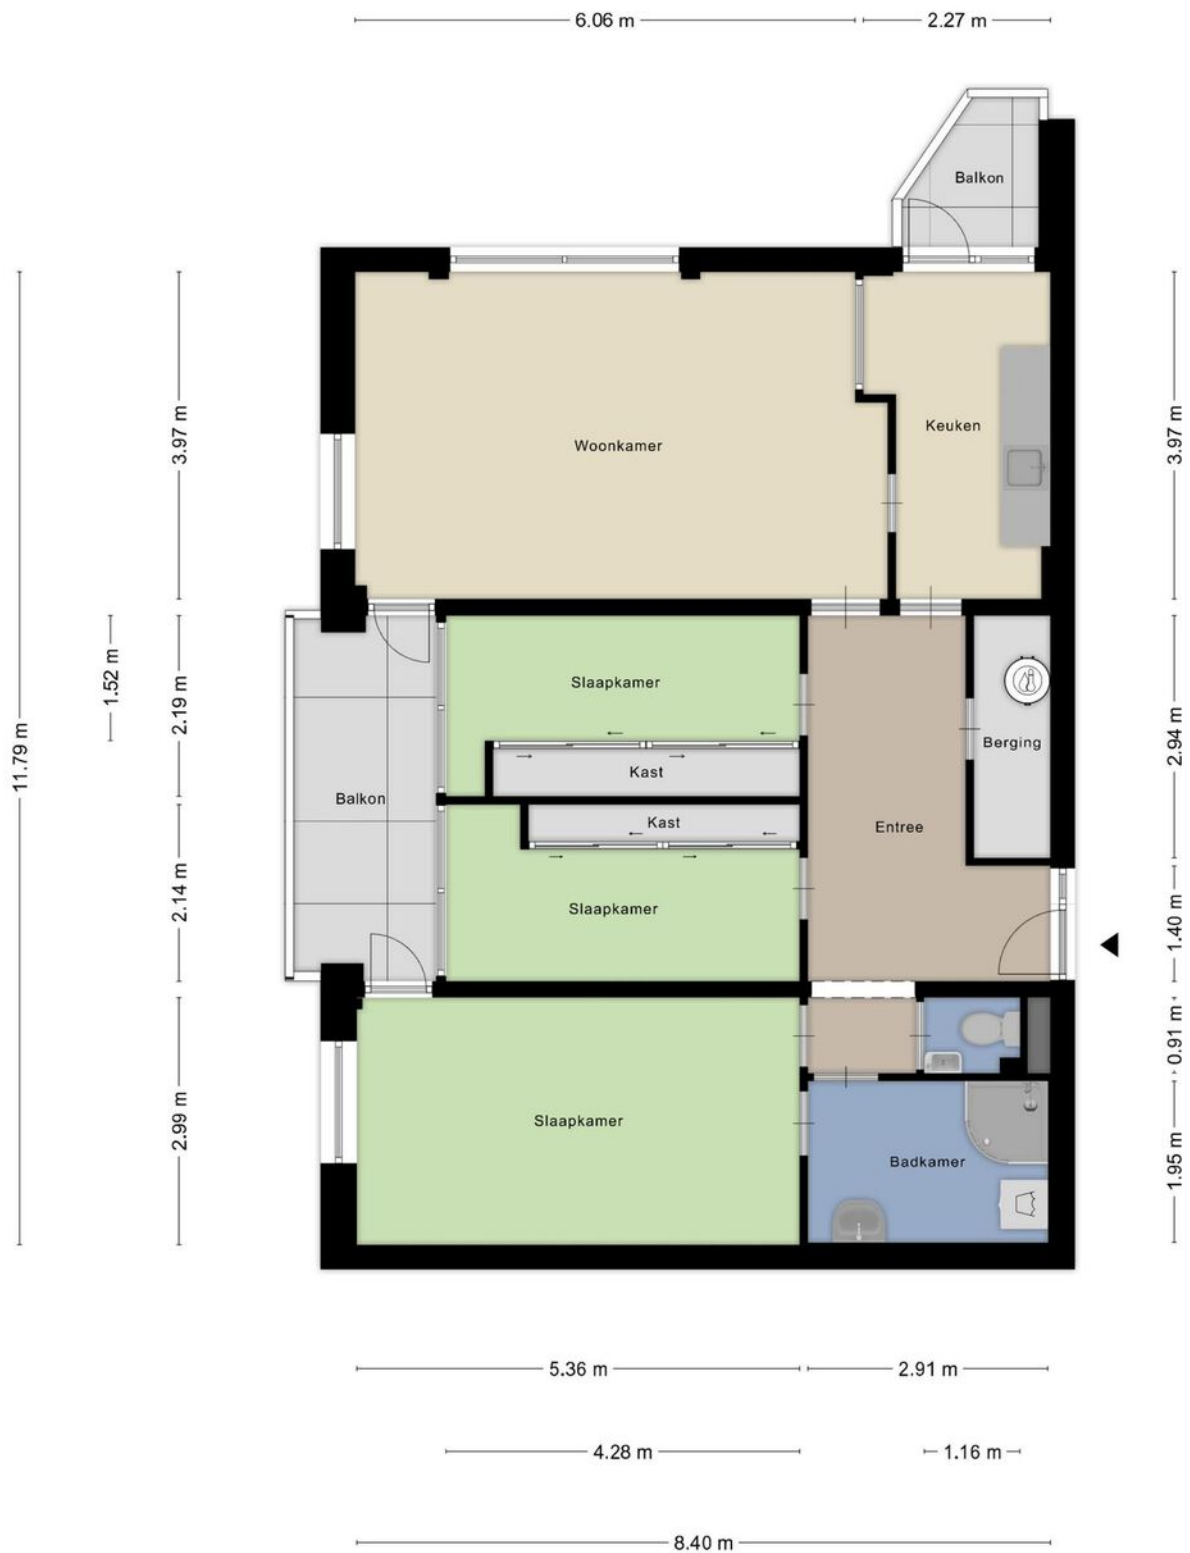 6.06 m
2.27 m
Balkon
3.97 m
Woonkamer
Keuken
3.97 m
11.79 m
1.52 m
2.19 m
Slaapkamer
Kast
Berging
2.94 m
Balkon
Kast
Entree
2.14 m
Slaapkamer
1.40 m
0.91 m
2.99 m
Slaapkamer
Badkamer
1.95 m
5.36 m
2.91 m
4.28 m
1.16 m
8.40 m